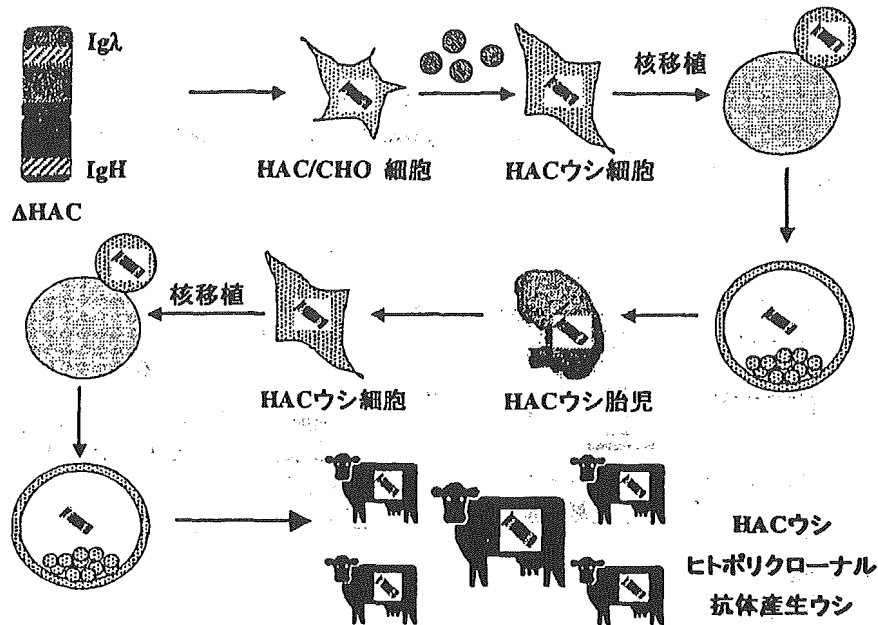 Igλ
IgH
ΔHAC
HAC/CHO 細胞
HACウシ細胞
核移植
核移植
HACウシ細胞
HACウシ胎児
HACウシ
ヒトポリクローナル
抗体産生ウシ